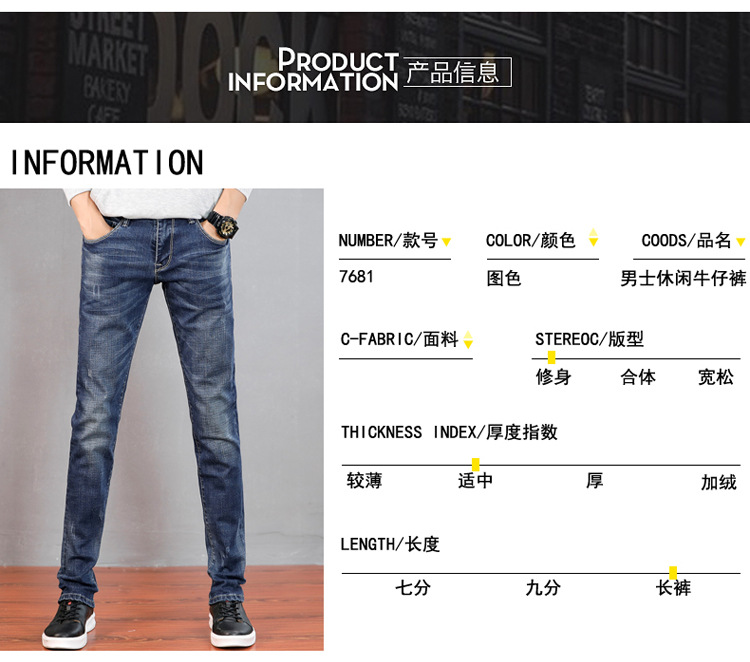 STREET
MARKET
BAKERY
CAFE
PRODUCT
INFORMATION 产品信息
INFORMATION
NUMBER/款号 COLOR/颜色 COODS/品名
7681 图色 男士休闲牛仔裤
C-FABRIC/面料 STEREOC/版型
修身 合体 宽松
THICKNESS INDEX/厚度指数
较薄 适中 厚 加绒
LENGTH/长度
七分 九分 长裤